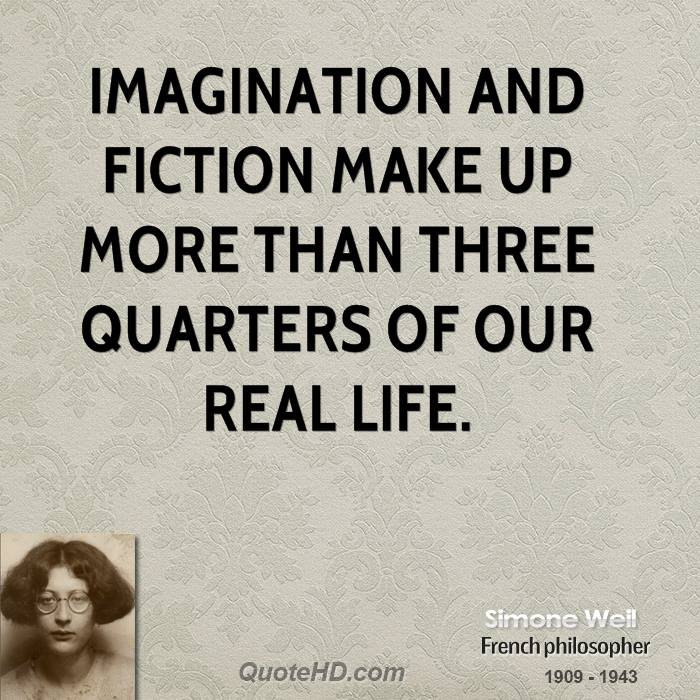 IMAGINATION AND
FICTION MAKE UP
MORE THAN THREE
QUARTERS OF OUR
REAL LIFE.
Simone Weil
French philosopher
QuoteHD.com
1909 - 1943